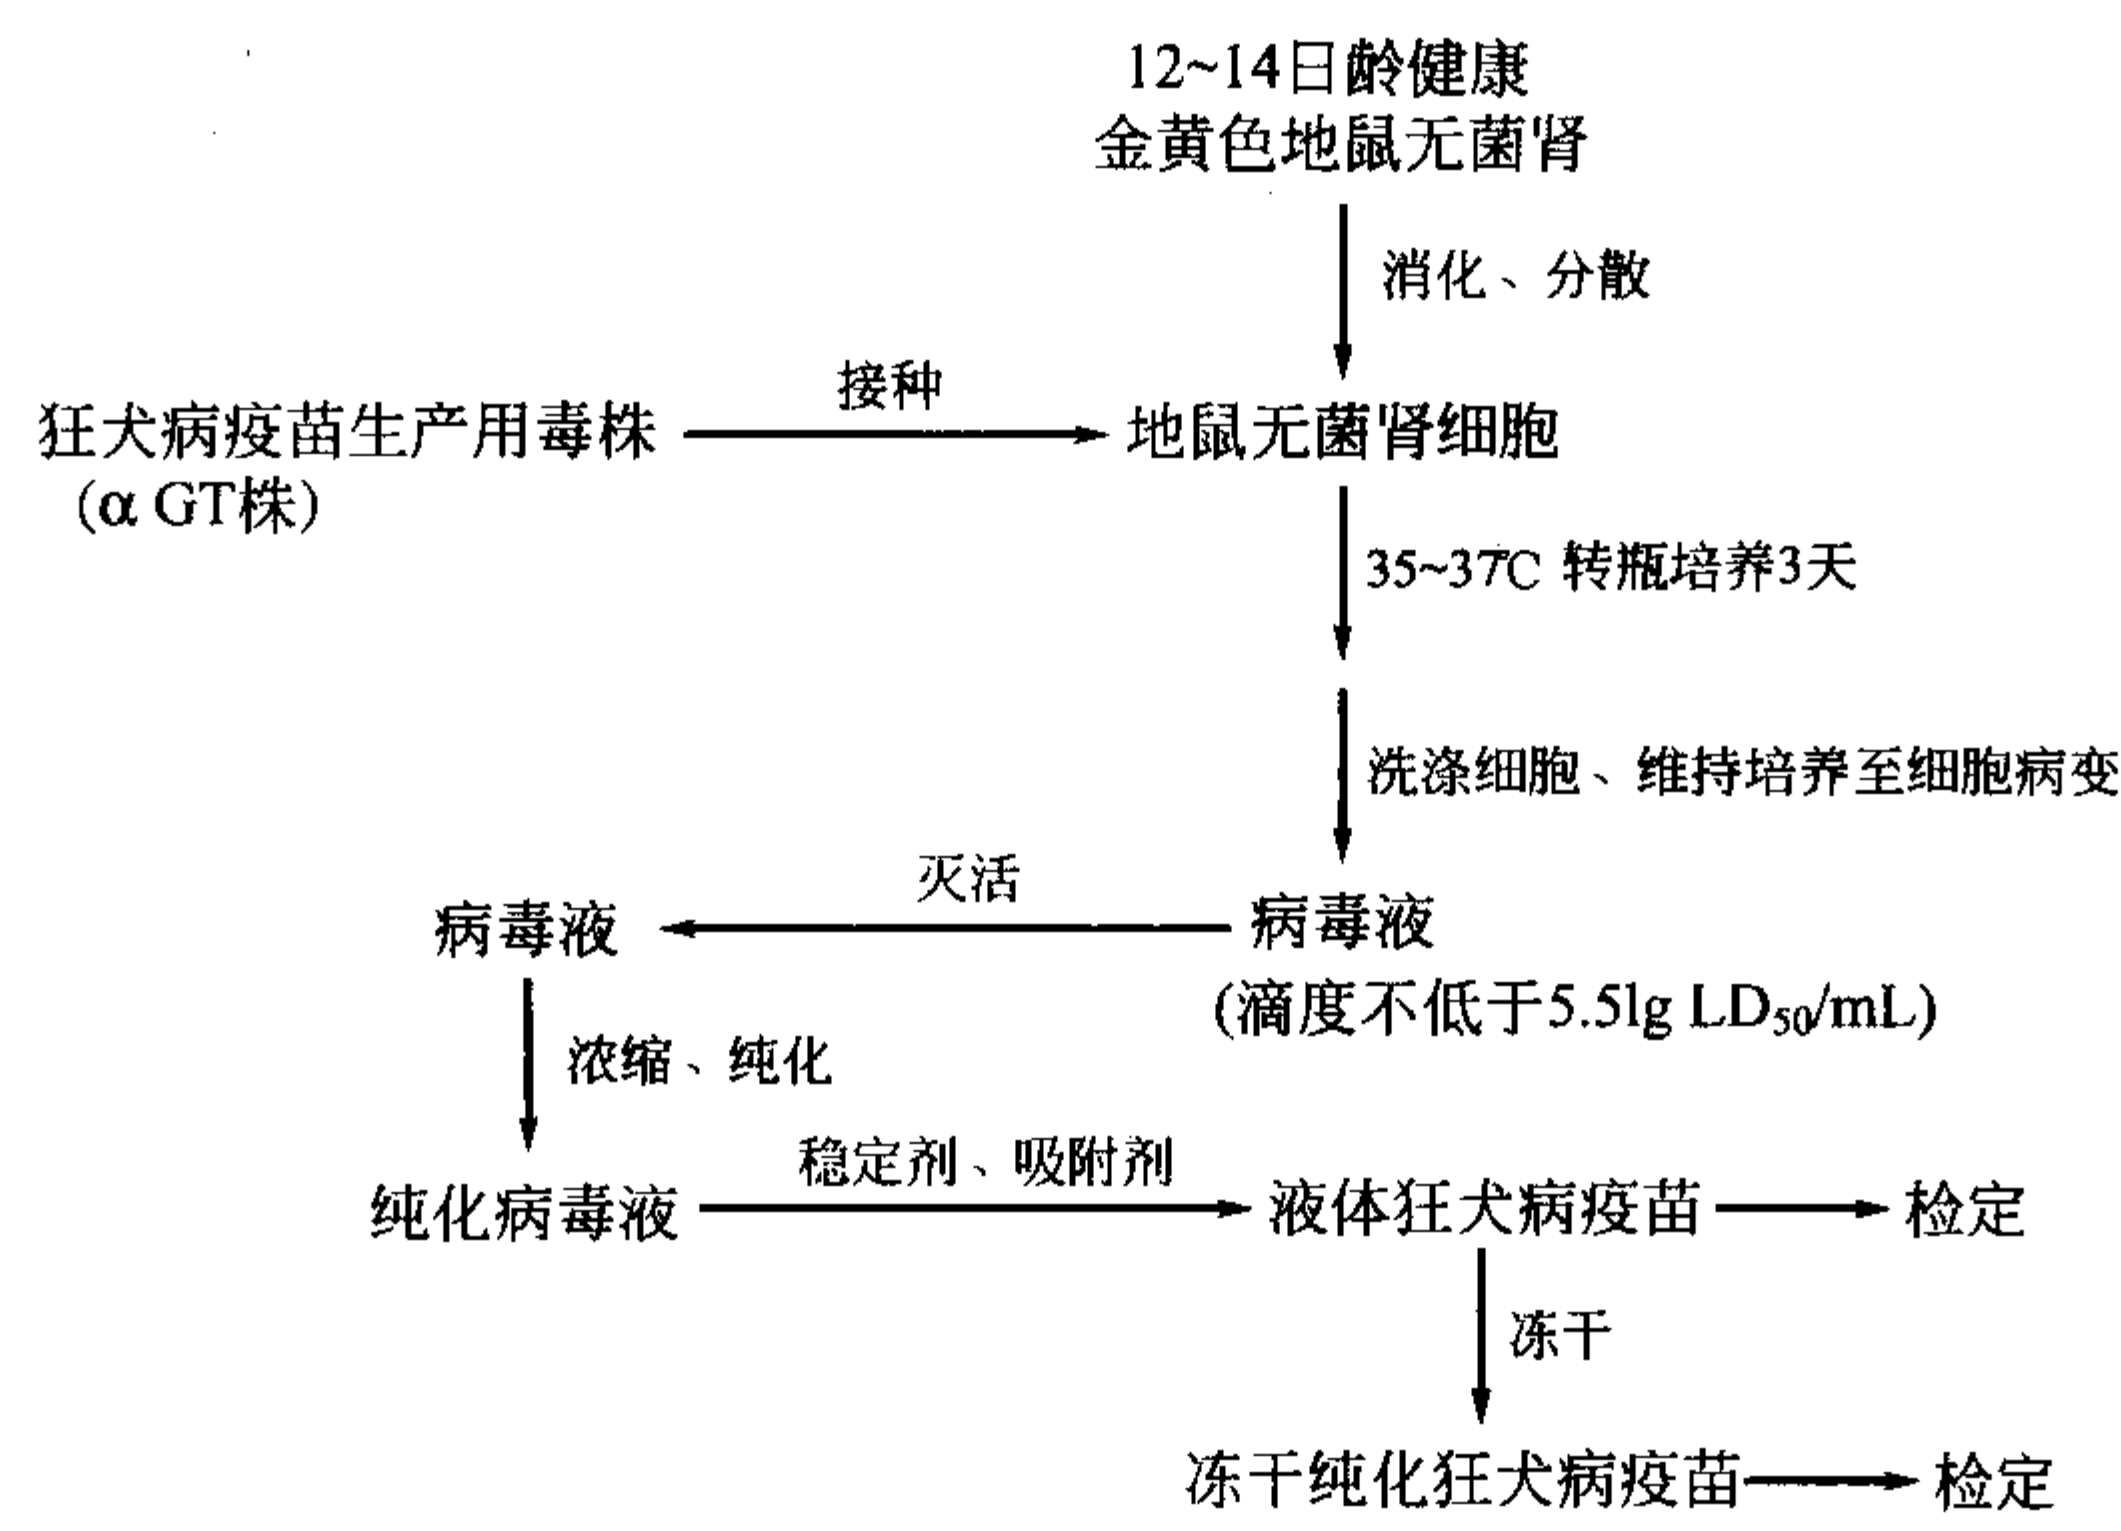 12~14日龄健康
金黄色地鼠无菌肾
消化、分散
接种
狂犬病疫苗生产用毒株
地鼠无菌肾细胞
(α GT株)
35~37℃ 转瓶培养3天
洗涤细胞、维持培养至细胞病变
灭活
病毒液
病毒液
(滴度不低于5.5lg LD50/mL)
浓缩、纯化
稳定剂、吸附剂
纯化病毒液
液体狂犬病疫苗
检定
冻干
冻干纯化狂犬病疫苗
检定